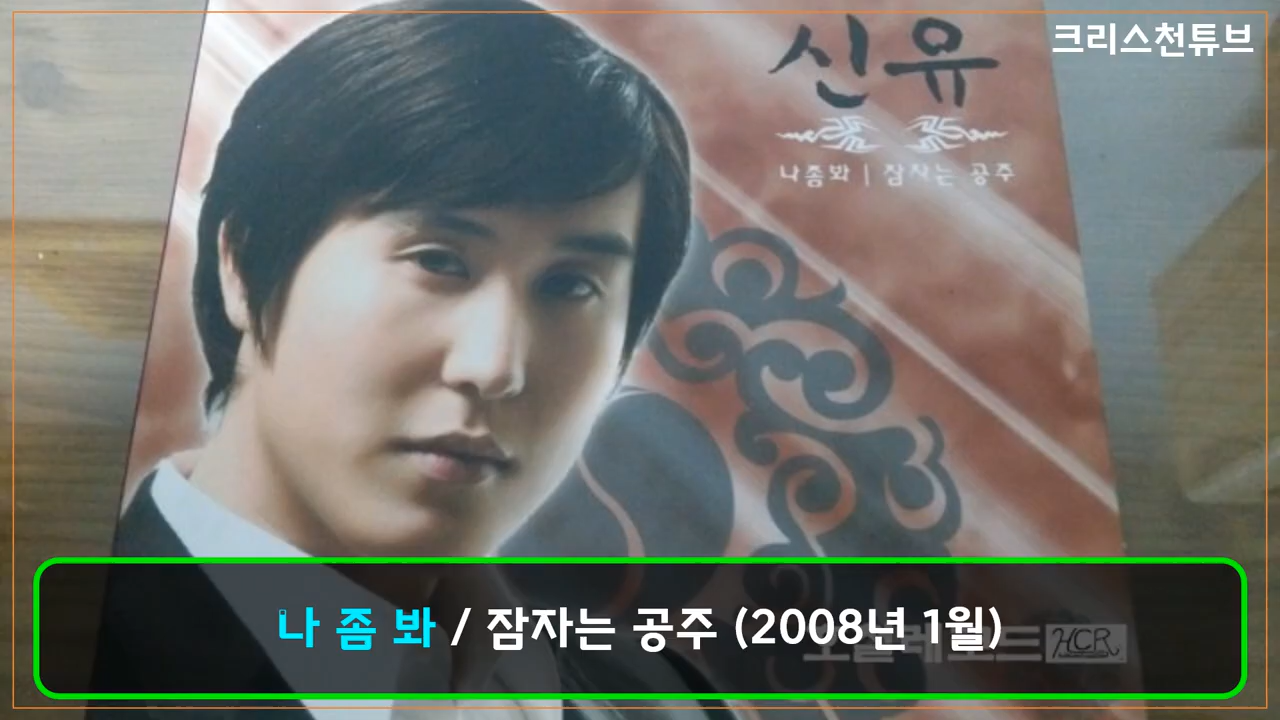 크리스천튜브
신유
나좀봐 | 잠자는 공주
나 좀 봐 / 잠자는 공주 (2008년 1월)
HCR